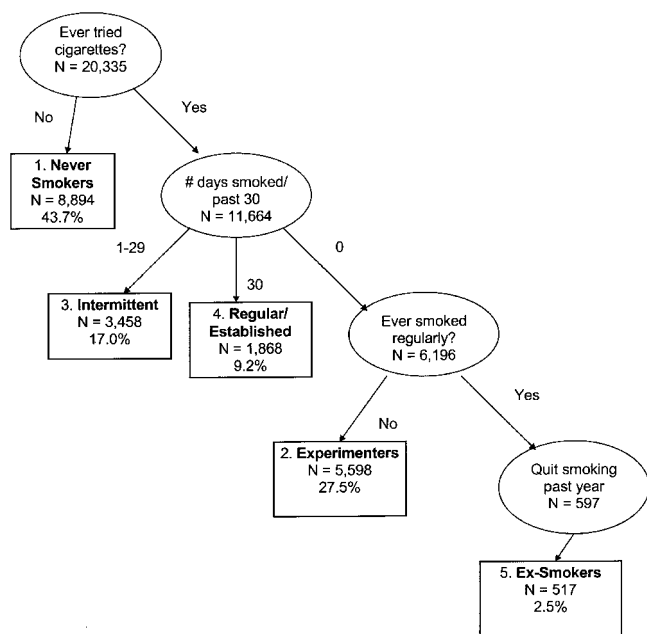 Ever tried
cigarettes?
N = 20,335
No
Yes
1. Never
Smokers
N = 8,894
43.7%
# days smoked/
past 30
N = 11,664
1-29
30
0
3. Intermittent
N = 3,458
17.0%
4. Regular/
Established
N = 1,868
9.2%
Ever smoked
regularly?
N = 6,196
No
Yes
2. Experimenters
N = 5,598
27.5%
Quit smoking
past year
N = 597
5. Ex-Smokers
N = 517
2.5%